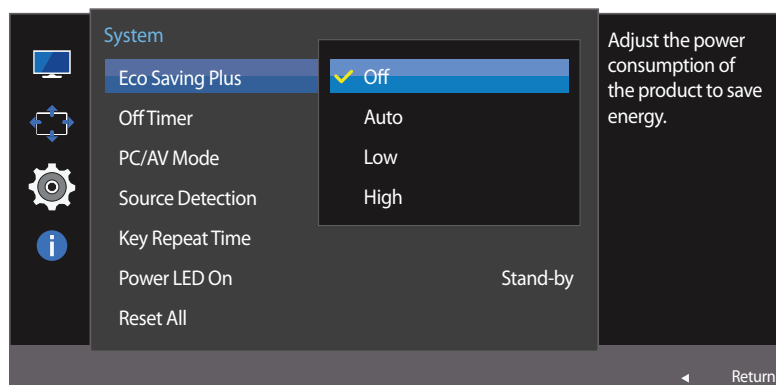 System
Eco Saving Plus
Off
Off Timer
Auto
PC/AV Mode
Low
Source Detection
High
Key Repeat Time
Power LED On
Stand-by
Reset All
Adjust the power
consumption of
the product to save
energy.
Return